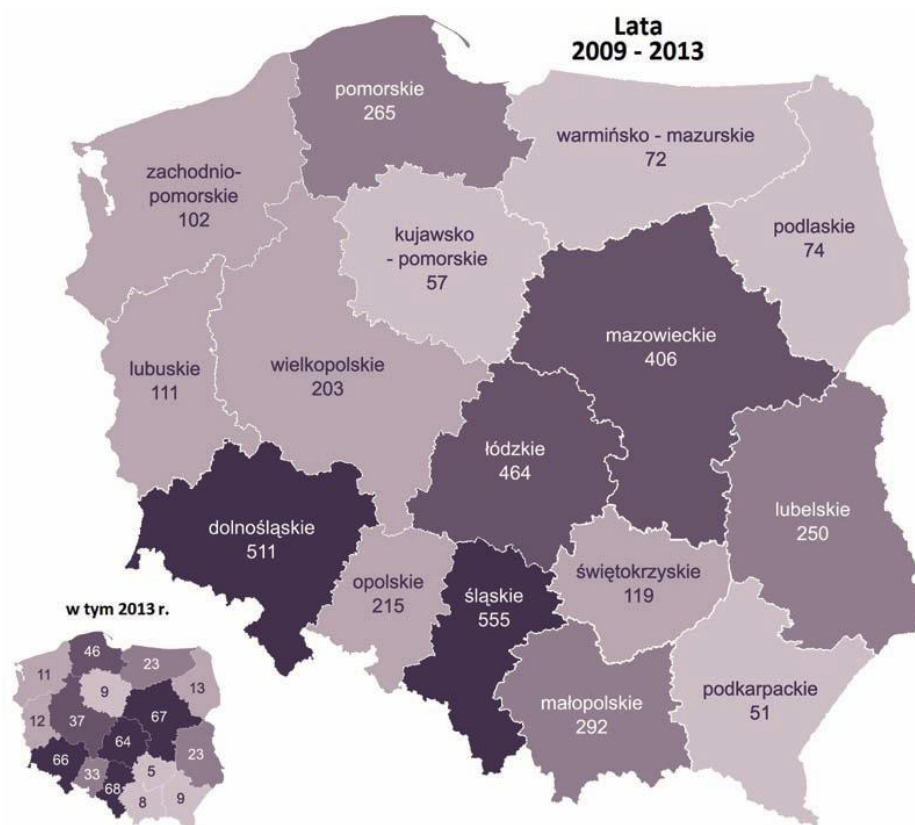 Lata
2009 - 2013
pomorskie
265
warmińsko - mazurskie
72
zachodnio-
pomorskie
102
podlaskie
74
kujawsko
- pomorskie
57
mazowieckie
406
lubuskie
111
wielkopolskie
203
łódzkie
464
lubelskie
250
dolnośląskie
511
opolskie
215
śląskie
555
świętokrzyskie
119
małopolskie
292
podkarpackie
51
w tym 2013 r.
46
23
11
9
13
12
37
67
64
66
33
68
5
23
8
9